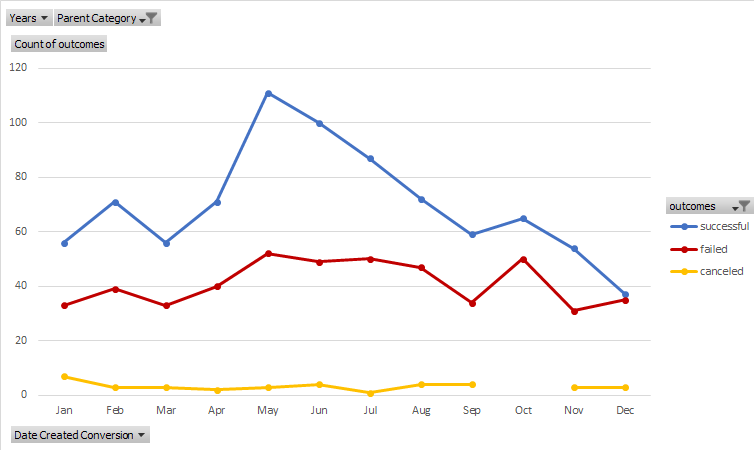 Years Parent Category
Count of outcomes
120
100
80
60
40
20
0
Jan Feb Mar Apr May Jun Jul Aug Sep Oct Nov Dec
outcomes
successful
failed
canceled
Date Created Conversion